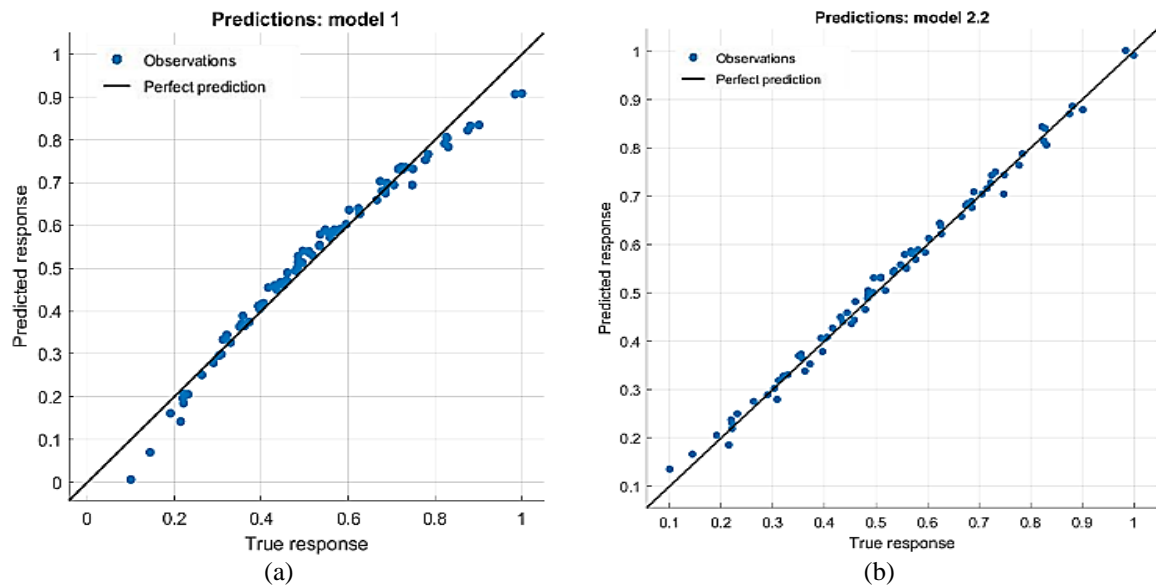 Predictions: model 1
Observations
Perfect prediction
1
0.9
0.8
0.7
0.6
0.5
0.4
0.3
0.2
0.1
0
0 0.2 0.4 0.6 0.8 1
Predicted response
True response
(a)
Predictions: model 2.2
Observations
Perfect prediction
1
0.9
0.8
0.7
0.6
0.5
0.4
0.3
0.2
0.1
0.1 0.2 0.3 0.4 0.5 0.6 0.7 0.8 0.9 1
Predicted response
True response
(b)